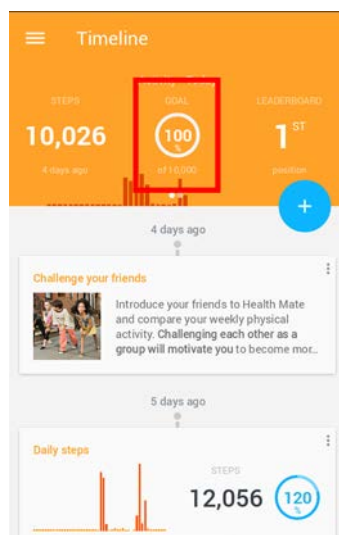 Timeline
STEPS
GOAL
LEADERBOARD
10,026
100
%
1ST
4 days ago
of 10,000
position
+
4 days ago
Challenge your friends
Introduce your friends to Health Mate
and compare your weekly physical
activity. Challenging each other as a
group will motivate you to become mor...
5 days ago
Daily steps
STEPS
12,056
120
%